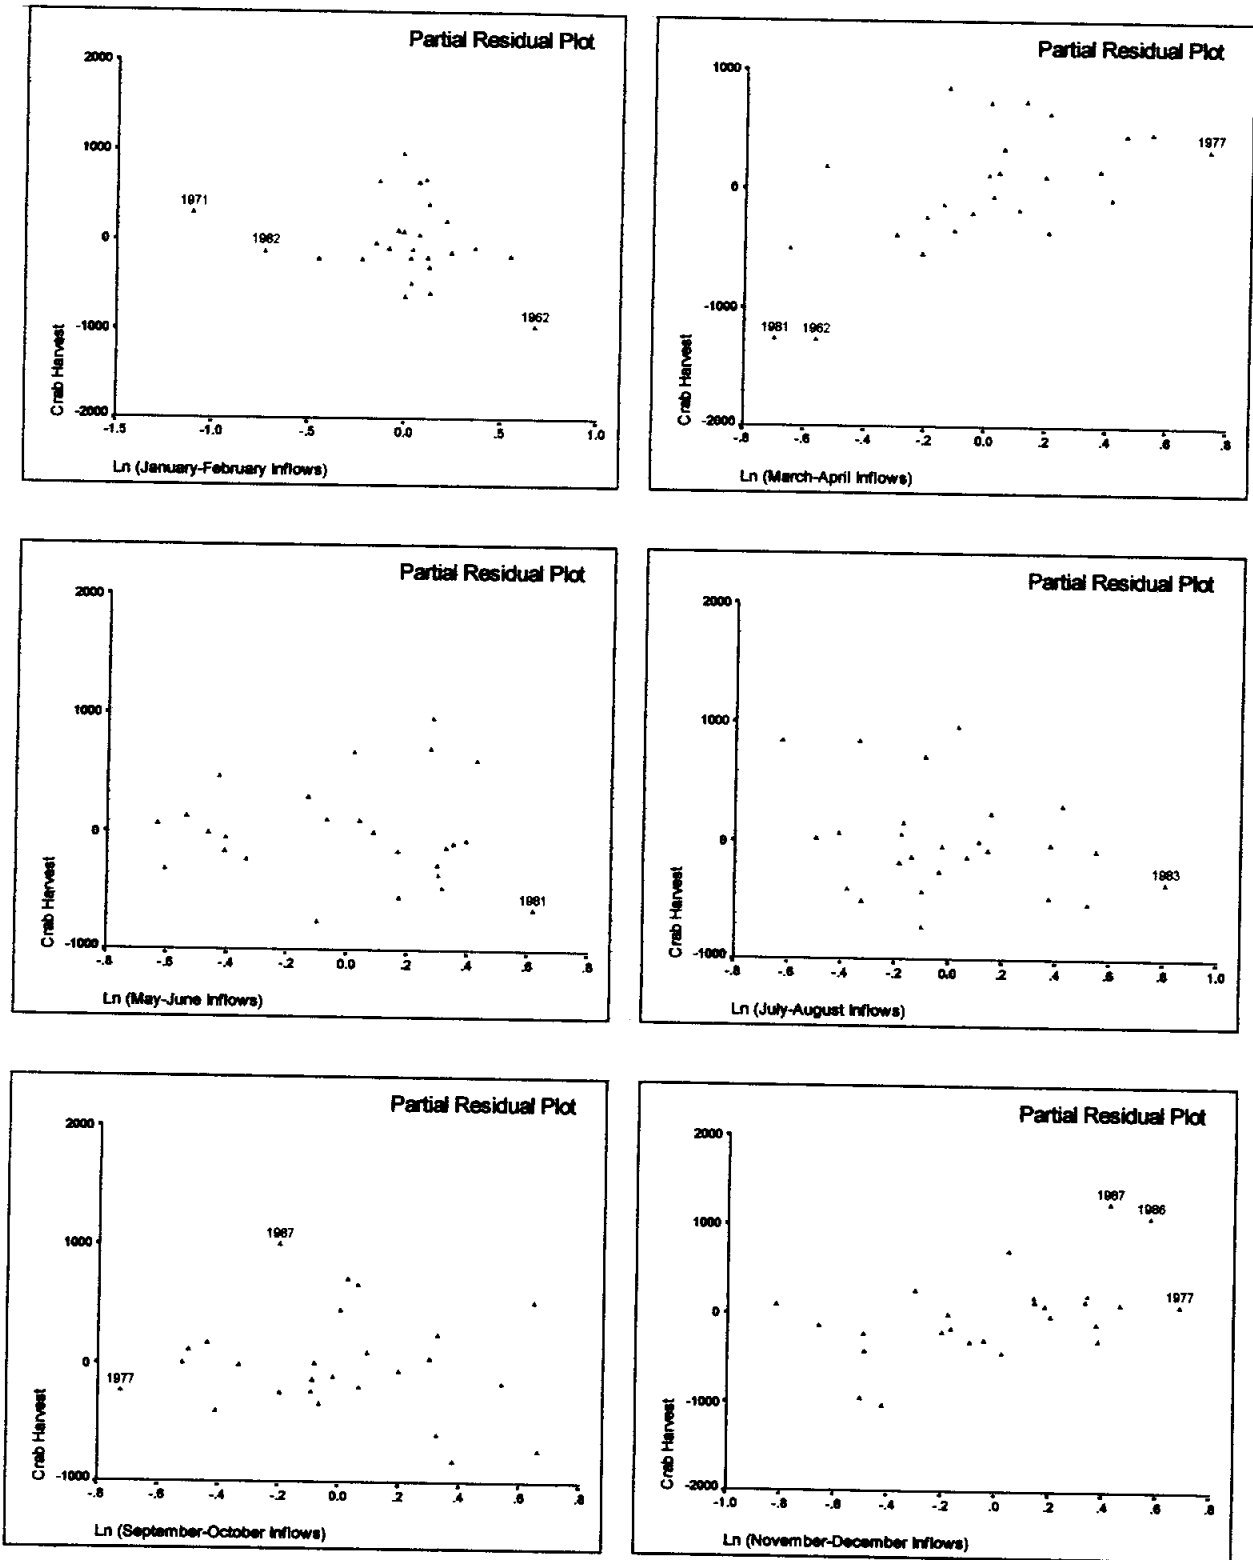 Partial Residual Plot
2000
1000
0
-1000
-2000
Crab Harvest
1971
1982
1962
-1.5 -1.0 -.5 0.0 .5 1.0
Ln (January-February Inflows)
Partial Residual Plot
1000
0
-1000
-2000
Crab Harvest
1977
1981 1962
-.8 -.6 -.4 -.2 0.0 .2 .4 .6 .8
Ln (March-April Inflows)
Partial Residual Plot
2000
1000
0
-1000
Crab Harvest
1981
-.8 -.6 -.4 -.2 0.0 .2 .4 .6 .8
Ln (May-June Inflows)
Partial Residual Plot
2000
1000
0
-1000
Crab Harvest
1983
-.8 -.6 -.4 -.2 0.0 .2 .4 .6 .8 1.0
Ln (July-August Inflows)
Partial Residual Plot
2000
1000
0
-1000
Crab Harvest
1987
1977
-.8 -.6 -.4 -.2 0.0 .2 .4 .6 .8
Ln (September-October Inflows)
Partial Residual Plot
2000
1000
0
-1000
-2000
Crab Harvest
1987
1986
1977
-1.0 -.8 -.6 -.4 -.2 .0 .2 .4 .6 .8
Ln (November-December Inflows)